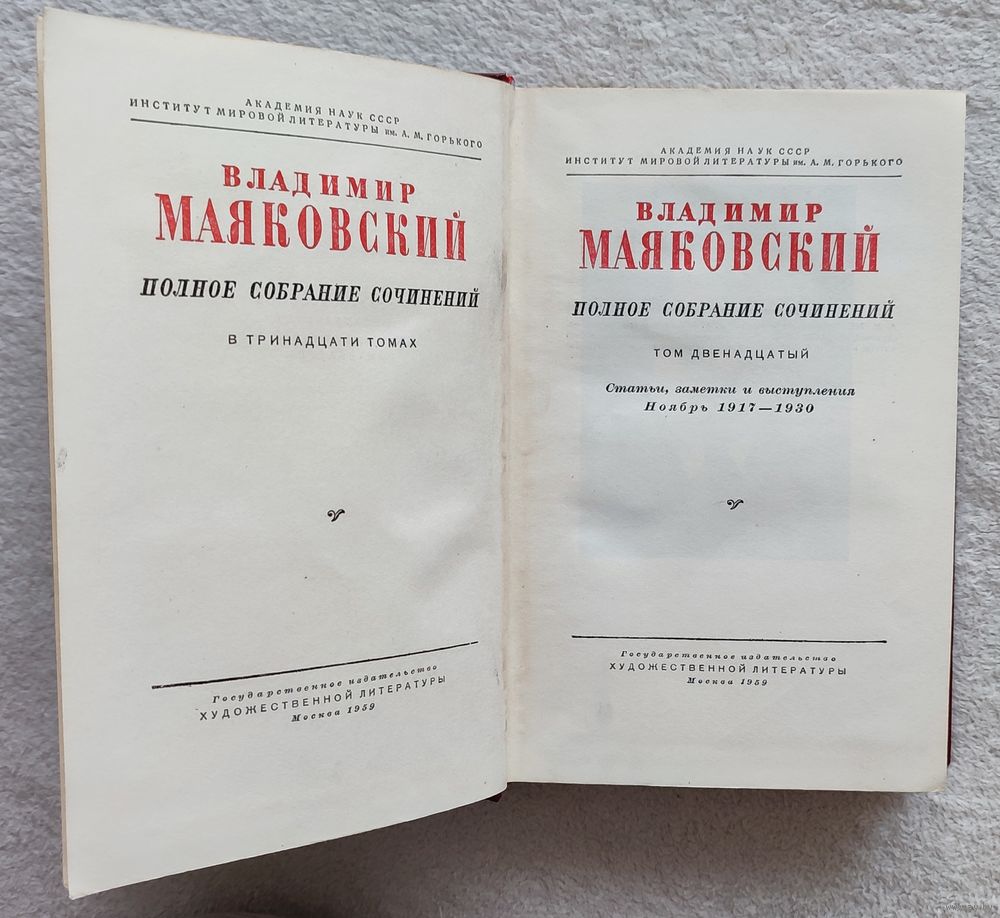 АКАДЕМИЯ НАУК СССР
ИНСТИТУТ МИРОВОЙ ЛИТЕРАТУРЫ им. А. М. ГОРЬКОГО
ВЛАДИМИР
МАЯКОВСКИЙ
ПОЛНОЕ СОБРАНИЕ СОЧИНЕНИЙ
В ТРИНАДЦАТИ ТОМАХ
Государственное издательство
ХУДОЖЕСТВЕННОЙ ЛИТЕРАТУРЫ
Москва 1959
АКАДЕМИЯ НАУК СССР
ИНСТИТУТ МИРОВОЙ ЛИТЕРАТУРЫ им. А. М. ГОРЬКОГО
ВЛАДИМИР
МАЯКОВСКИЙ
ПОЛНОЕ СОБРАНИЕ СОЧИНЕНИЙ
ТОМ ДВЕНАДЦАТЫЙ
Статьи, заметки и выступления
Ноябрь 1917—1930
Государственное издательство
ХУДОЖЕСТВЕННОЙ ЛИТЕРАТУРЫ
Москва 1959